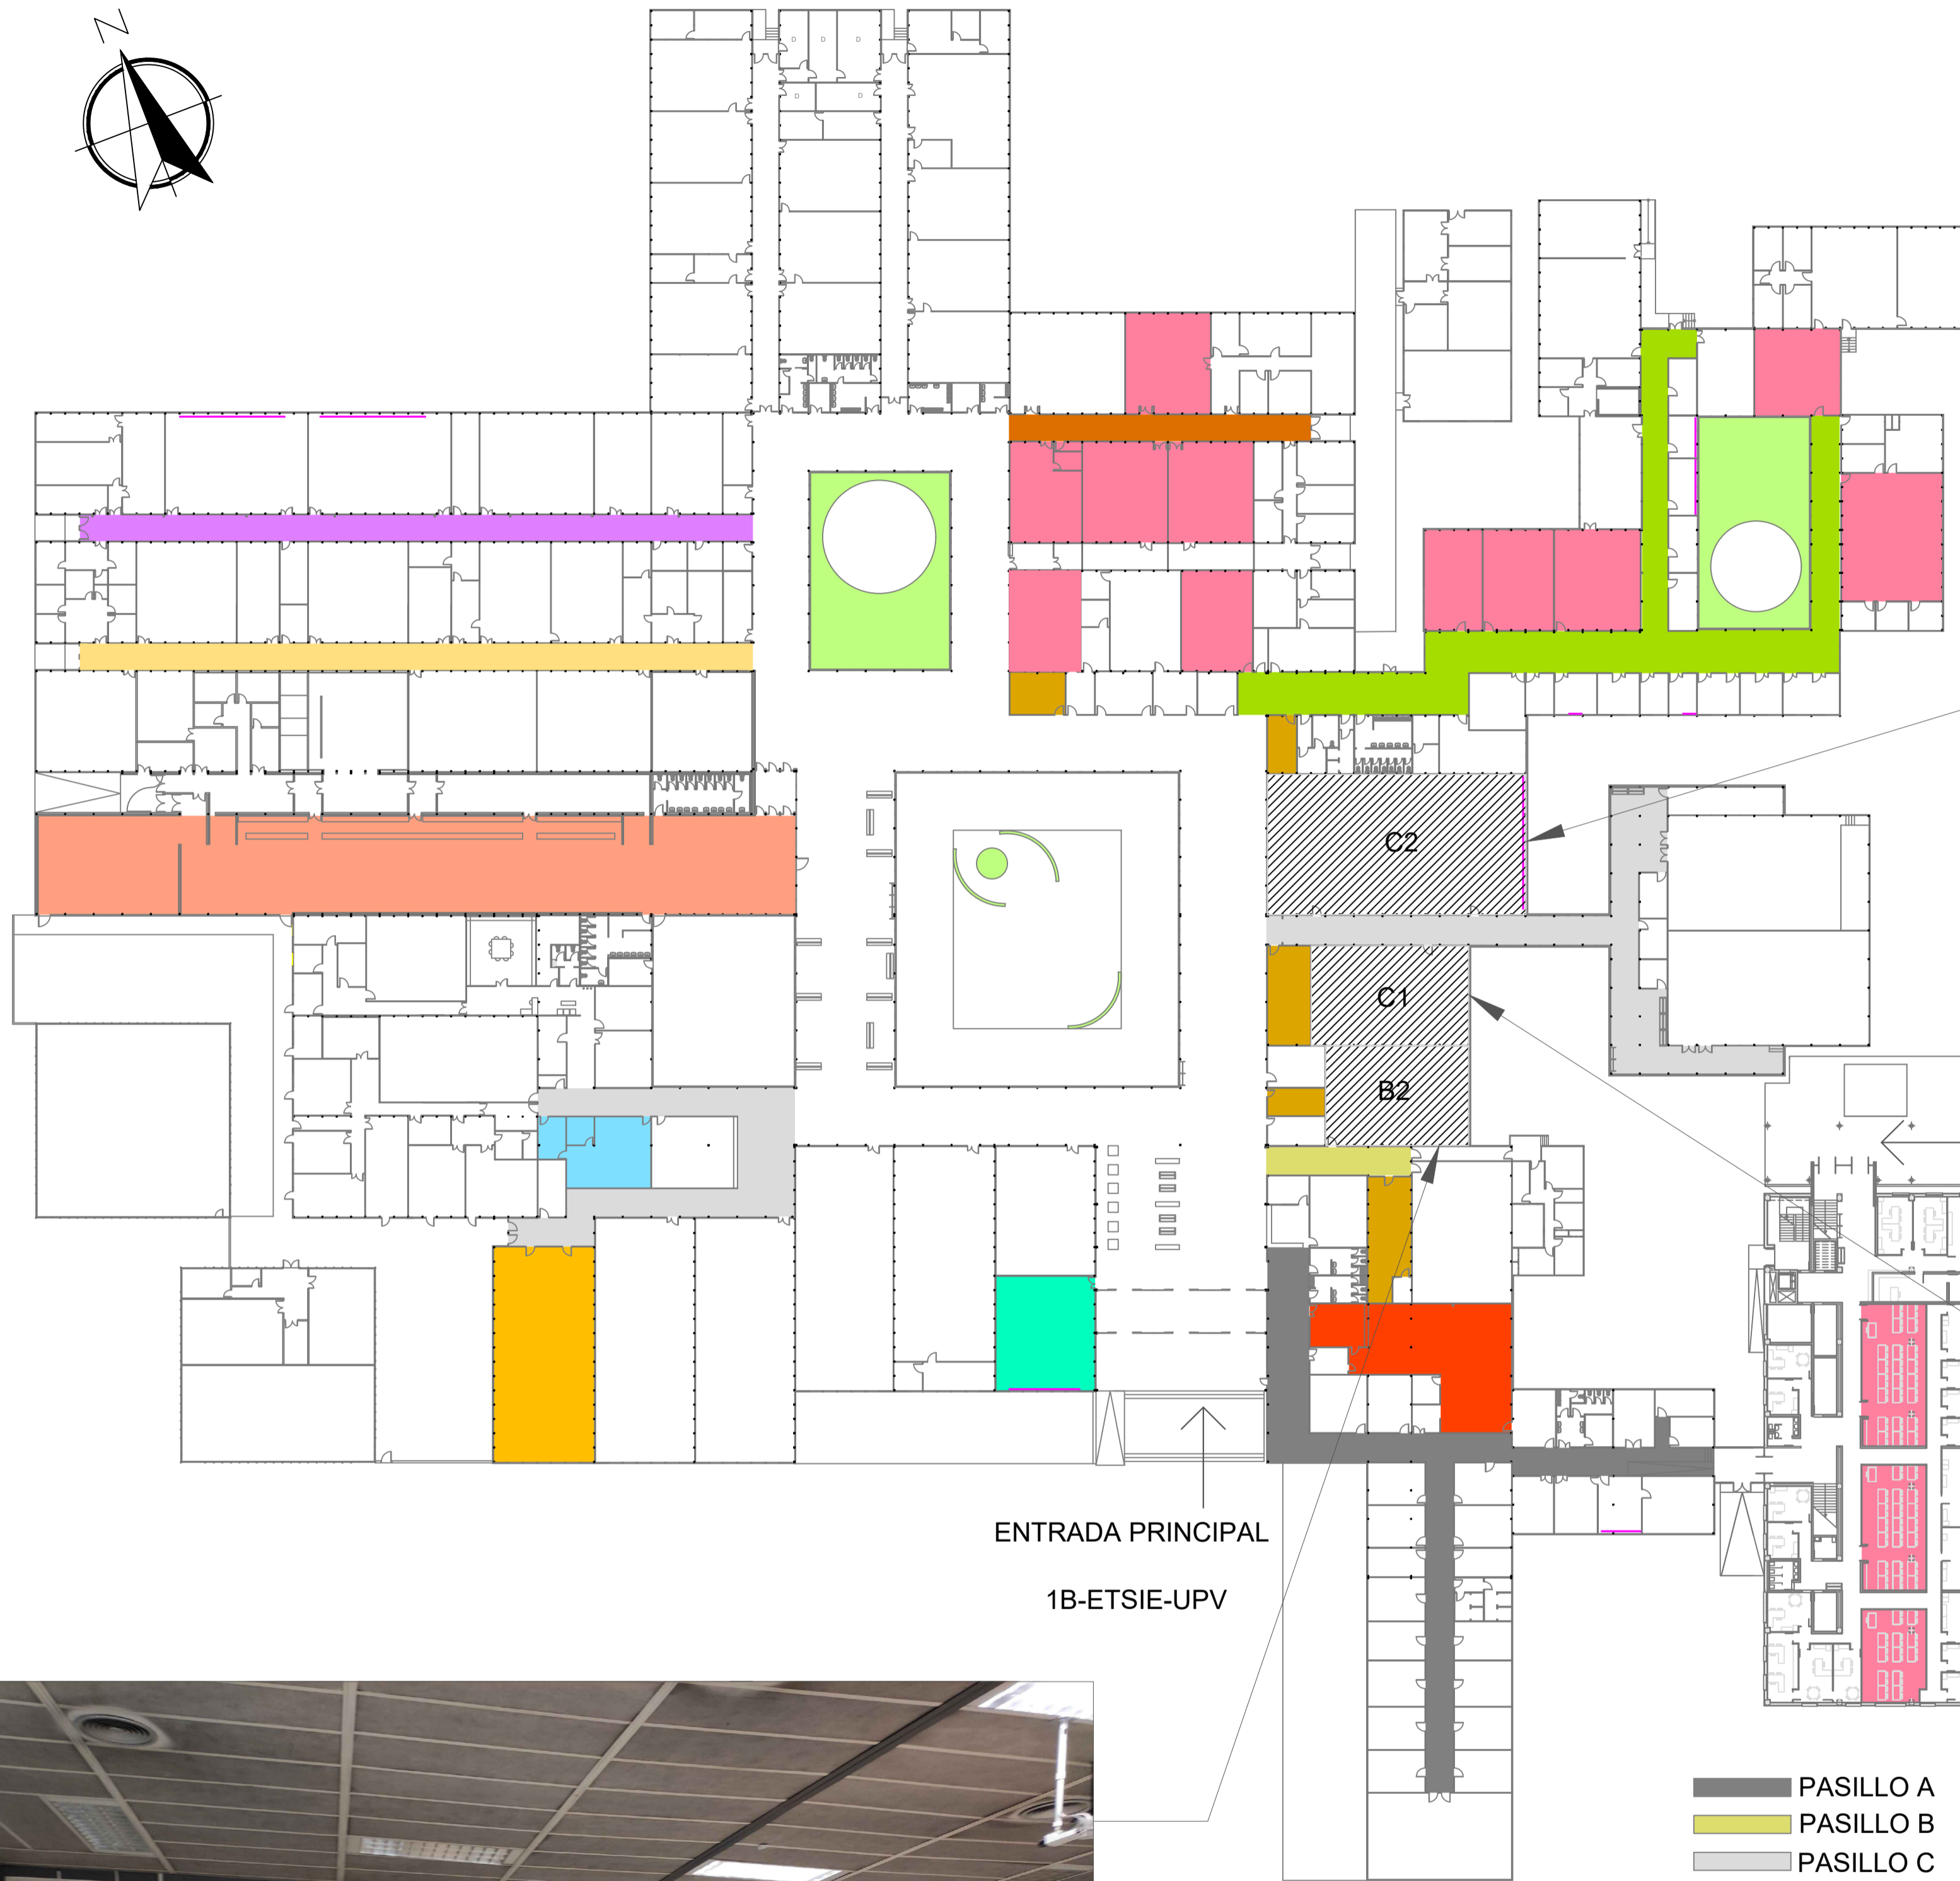 N
D
D
D
D
D
C2
C1
B2
ENTRADA PRINCIPAL
1B-ETSIE-UPV
PASILLO A
PASILLO B
PASILLO C